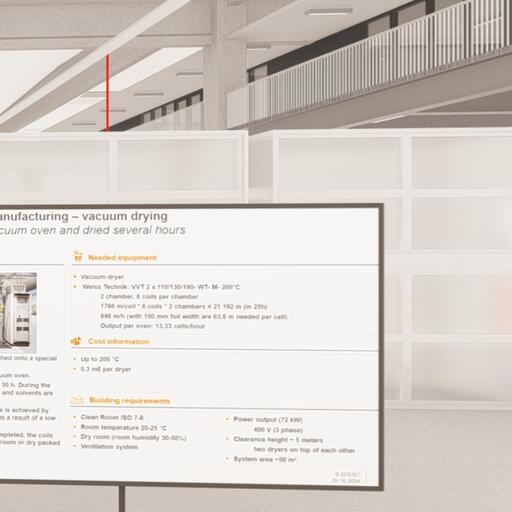 anufacturing – vacuum drying
cuum oven and dried several hours
Needed equipment
Vacuum dryer
Weiss Technik: VVT 2 x 110/130/190- WT- M- 200°C
2 chamber, 6 coils per chamber
1766 m/coil * 6 coils * 2 chambers = 21.192 m (in 25h)
848 m/h (with 100 mm foil width are 63,6 m needed per cell)
Output per oven: 13,33 cells/hour
Cost information
Up to 200 °C
0,3 m€ per dryer
hed onto a special
uum oven.
30 h. During the
and solvents are
e is achieved by
s a result of a low
mpleted, the coils
room or dry packed
Building requirements
Clean Room ISO 7-8
Room temperature 20-25 °C
Dry room (room humidity 30-50%)
Ventilation system
Power output (72 kW)
400 V (3 phase)
Clearance height ~ 5 meters
two dryers on top of each other
System area ~50 m²
25.10.2024